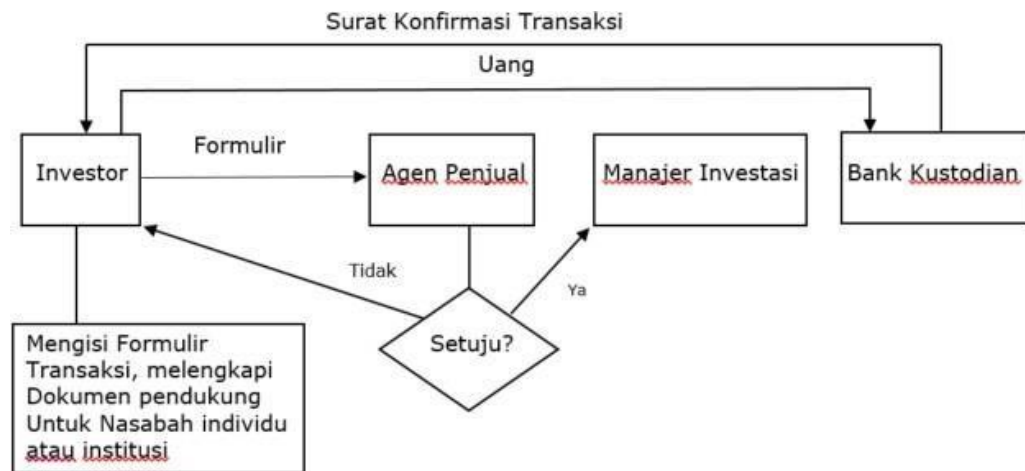 Surat Konfirmasi Transaksi
Uang
Formulir
Investor
Agen Penjual
Manajer Investasi
Bank Kustodian
Tidak
Ya
Setuju?
Mengisi Formulir
Transaksi, melengkapi
Dokumen pendukung
Untuk Nasabah individu
atau institusi